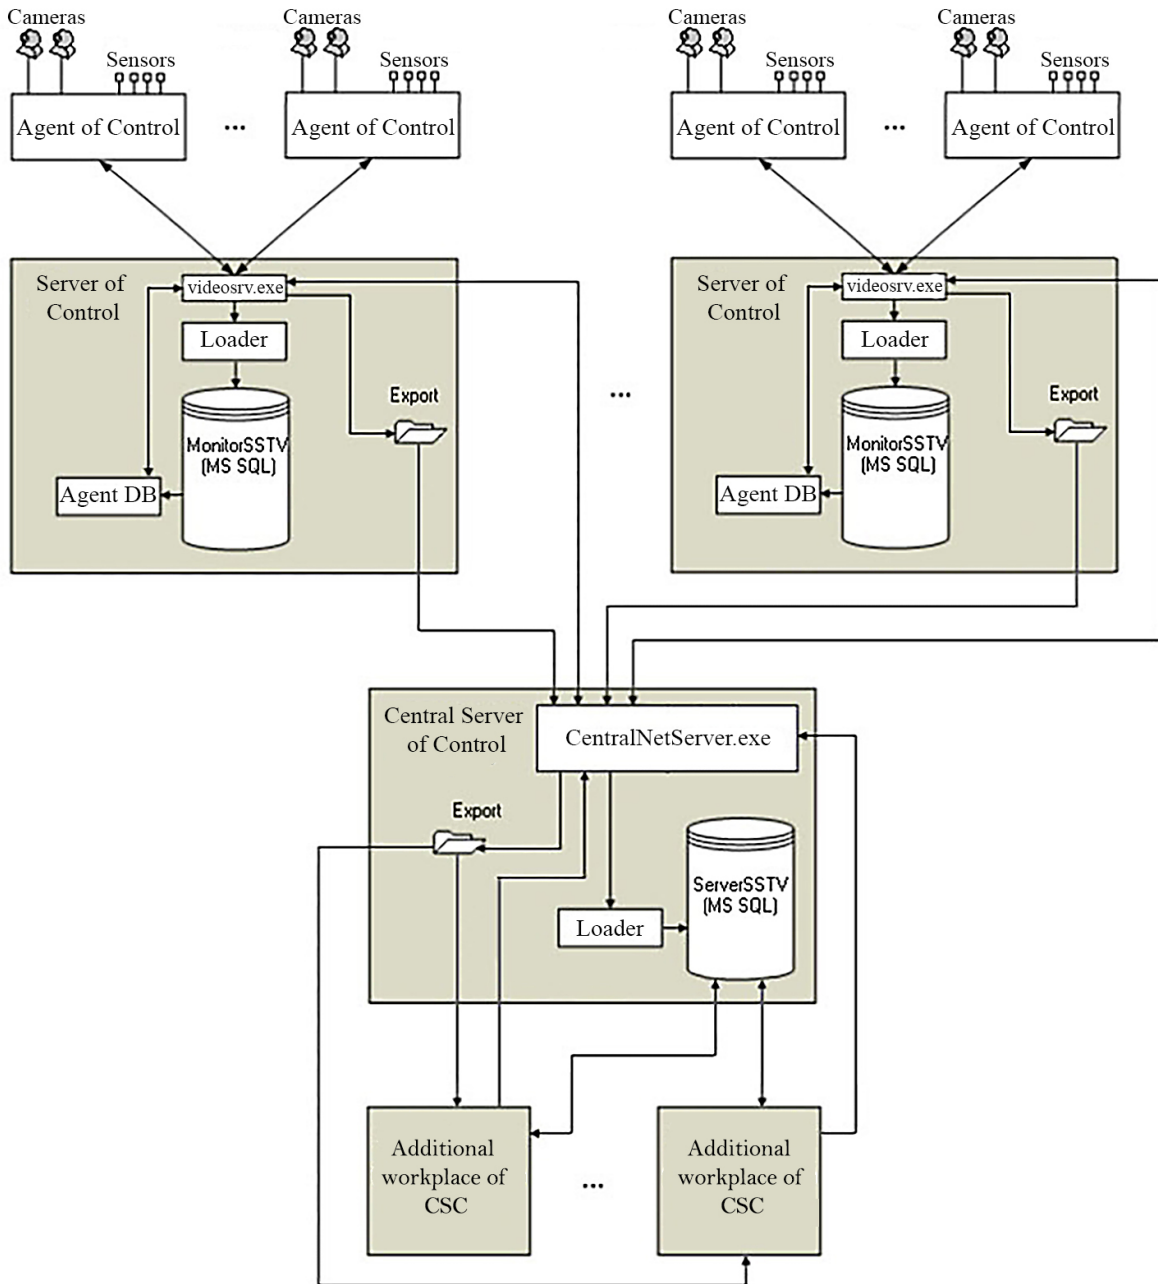 Cameras
Cameras
Cameras
Cameras
Sensors
Sensors
Sensors
Sensors
Agent of Control
...
Agent of Control
Agent of Control
...
Agent of Control
Server of
Control
videosrv.exe
Loader
Export
MonitorSSTV
(MS SQL)
Agent DB
...
Server of
Control
videosrv.exe
Loader
Export
MonitorSSTV
(MS SQL)
Agent DB
Central Server
of Control
CentralNetServer.exe
Export
ServerSSTV
(MS SQL)
Loader
Additional
workplace of
CSC
...
Additional
workplace of
CSC